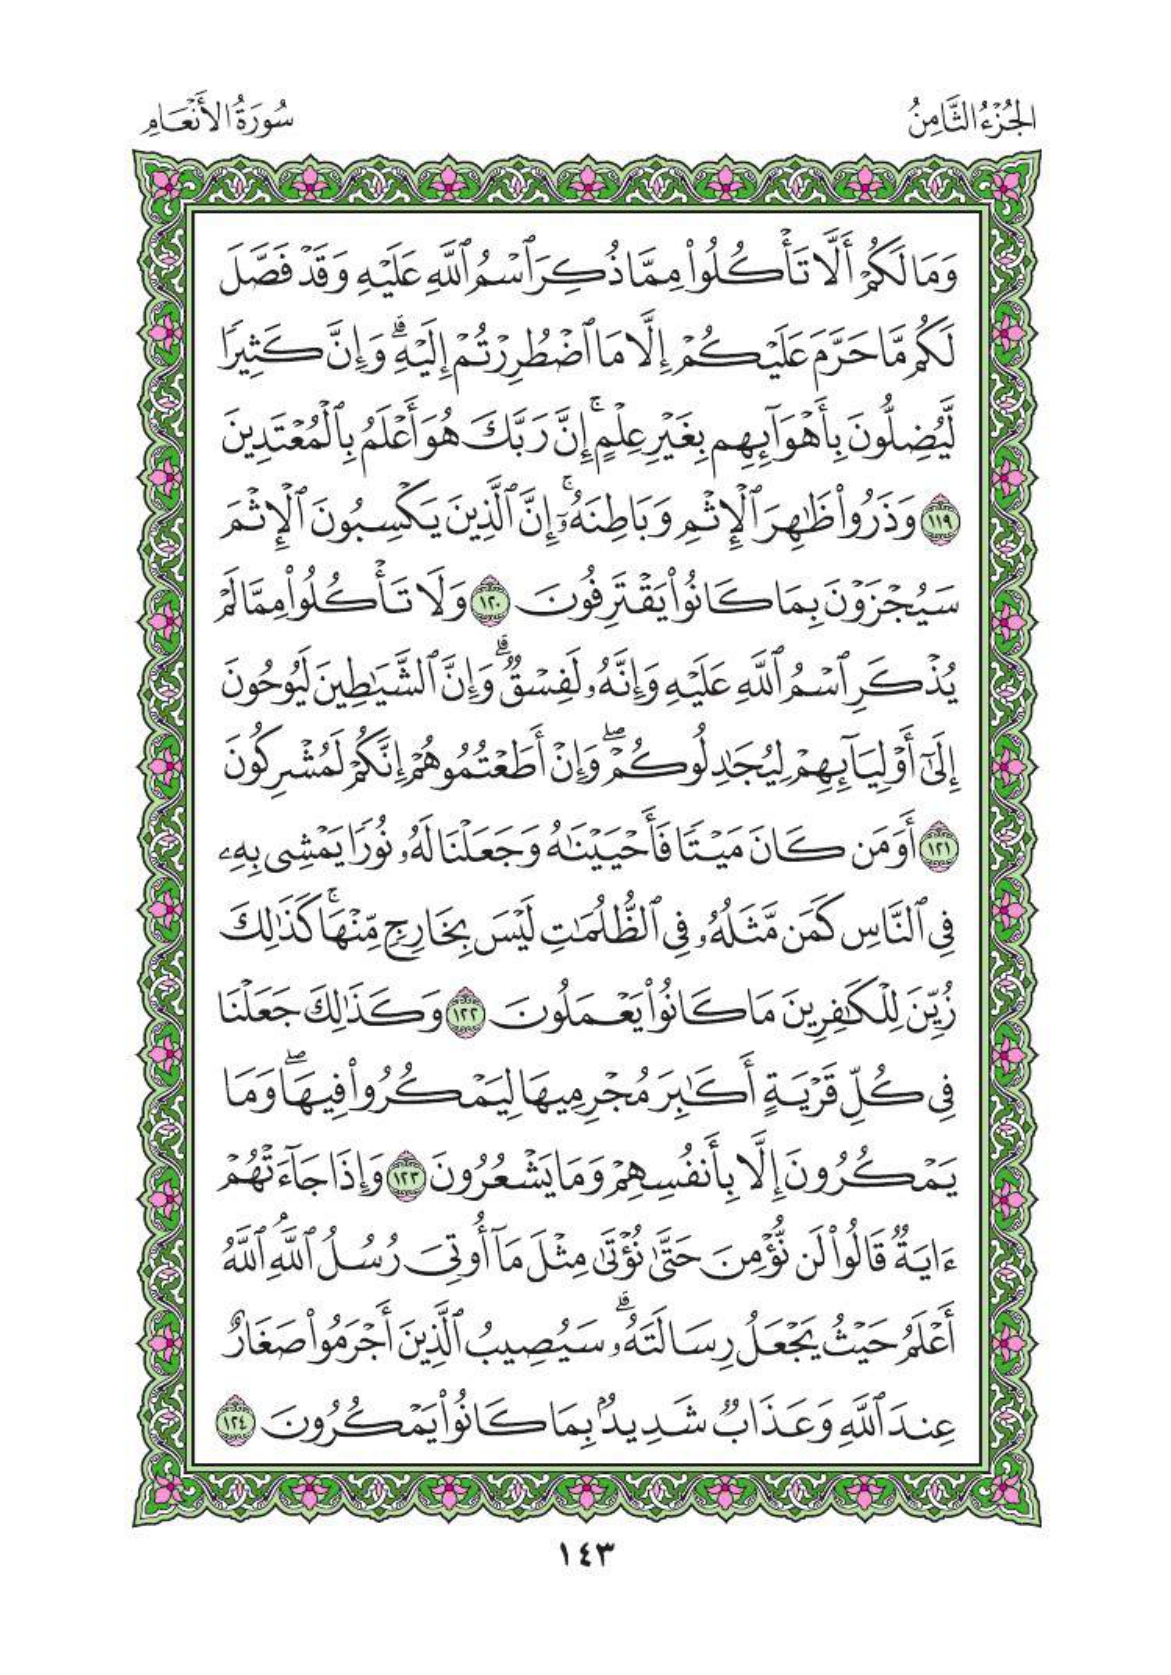 الجُزْءُ الثَّامِنُ
سُورَةُ الأَنْعَامِ
وَمَا لَكُمْ أَلَّا تَأْكُلُوا۟ مِمَّا ذُكِرَ ٱسْمُ ٱللَّهِ عَلَيْهِ وَقَدْ فَصَّلَ
لَكُم مَّا حَرَّمَ عَلَيْكُمْ إِلَّا مَا ٱضْطُرِرْتُمْ إِلَيْهِ ۗ وَإِنَّ كَثِيرًا
لَّيُضِلُّونَ بِأَهْوَآئِهِم بِغَيْرِ عِلْمٍ ۚ إِنَّ رَبَّكَ هُوَ أَعْلَمُ بِٱلْمُعْتَدِينَ
١١٩ وَذَرُوا۟ ظَـٰهِرَ ٱلْإِثْمِ وَبَاطِنَهُۥٓ ۚ إِنَّ ٱلَّذِينَ يَكْسِبُونَ ٱلْإِثْمَ
سَيُجْزَوْنَ بِمَا كَانُوا۟ يَقْتَرِفُونَ ١٢٠ وَلَا تَأْكُلُوا۟ مِمَّا لَمْ
يُذْكَرِ ٱسْمُ ٱللَّهِ عَلَيْهِ وَإِنَّهُۥ لَفِسْقٌ ۗ وَإِنَّ ٱلشَّيَـٰطِينَ لَيُوحُونَ
إِلَىٰٓ أَوْلِيَآئِهِمْ لِيُجَـٰدِلُوكُمْ ۖ وَإِنْ أَطَعْتُمُوهُمْ إِنَّكُمْ لَمُشْرِكُونَ
١٢١ أَوَمَن كَانَ مَيْتًا فَأَحْيَيْنَـٰهُ وَجَعَلْنَا لَهُۥ نُورًا يَمْشِى بِهِۦ
فِى ٱلنَّاسِ كَمَن مَّثَلُهُۥ فِى ٱلظُّلُمَـٰتِ لَيْسَ بِخَارِجٍ مِّنْهَا ۚ كَذَٰلِكَ
زُيِّنَ لِلْكَـٰفِرِينَ مَا كَانُوا۟ يَعْمَلُونَ ١٢٢ وَكَذَٰلِكَ جَعَلْنَا
فِى كُلِّ قَرْيَةٍ أَكَـٰبِرَ مُجْرِمِيهَا لِيَمْكُرُوا۟ فِيهَا ۖ وَمَا
يَمْكُرُونَ إِلَّا بِأَنفُسِهِمْ وَمَا يَشْعُرُونَ ١٢٣ وَإِذَا جَآءَتْهُمْ
ءَايَةٌ قَالُوا۟ لَن نُّؤْمِنَ حَتَّىٰ نُؤْتَىٰ مِثْلَ مَآ أُوتِىَ رُسُلُ ٱللَّهِ ۘ ٱللَّهُ
أَعْلَمُ حَيْثُ يَجْعَلُ رِسَالَتَهُۥ ۗ سَيُصِيبُ ٱلَّذِينَ أَجْرَمُوا۟ صَغَارٌ
عِندَ ٱللَّهِ وَعَذَابٌ شَدِيدٌۢ بِمَا كَانُوا۟ يَمْكُرُونَ ١٢٤
١٤٣